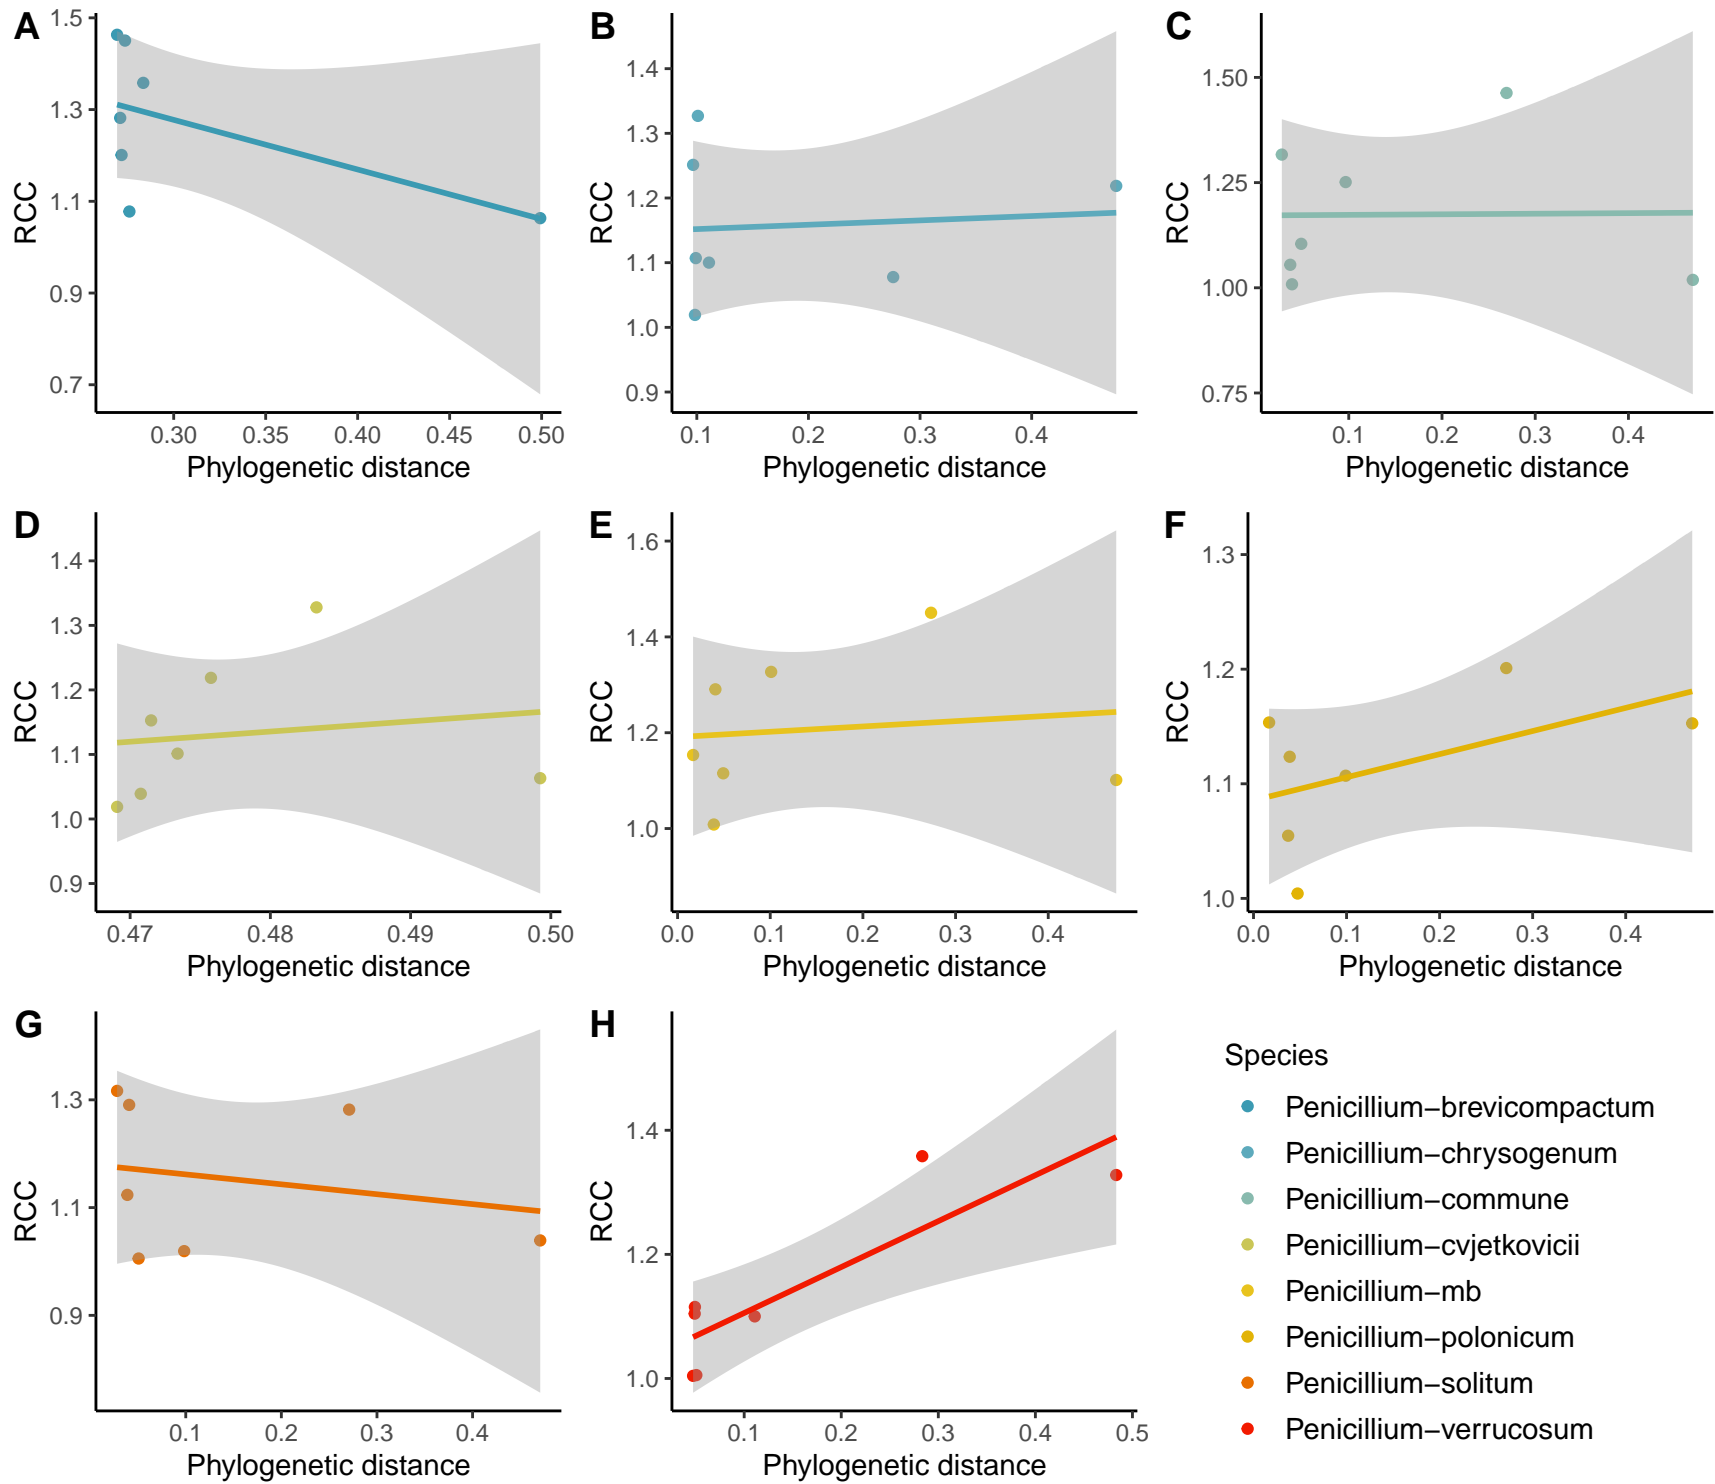 A
RCC
1.5
1.3
1.1
0.9
0.7
0.30 0.35 0.40 0.45 0.50
Phylogenetic distance
B
RCC
1.4
1.3
1.2
1.1
1.0
0.9
0.1 0.2 0.3 0.4
Phylogenetic distance
C
RCC
1.50
1.25
1.00
0.75
0.1 0.2 0.3 0.4
Phylogenetic distance
D
RCC
1.4
1.3
1.2
1.1
1.0
0.9
0.47 0.48 0.49 0.50
Phylogenetic distance
E
RCC
1.6
1.4
1.2
1.0
0.0 0.1 0.2 0.3 0.4
Phylogenetic distance
F
RCC
1.3
1.2
1.1
1.0
0.0 0.1 0.2 0.3 0.4
Phylogenetic distance
G
RCC
1.3
1.1
0.9
0.1 0.2 0.3 0.4
Phylogenetic distance
H
RCC
1.4
1.2
1.0
0.1 0.2 0.3 0.4 0.5
Phylogenetic distance
Species
Penicillium−brevicompactum
Penicillium−chrysogenum
Penicillium−commune
Penicillium−cvjetkovicii
Penicillium−mb
Penicillium−polonicum
Penicillium−solitum
Penicillium−verrucosum